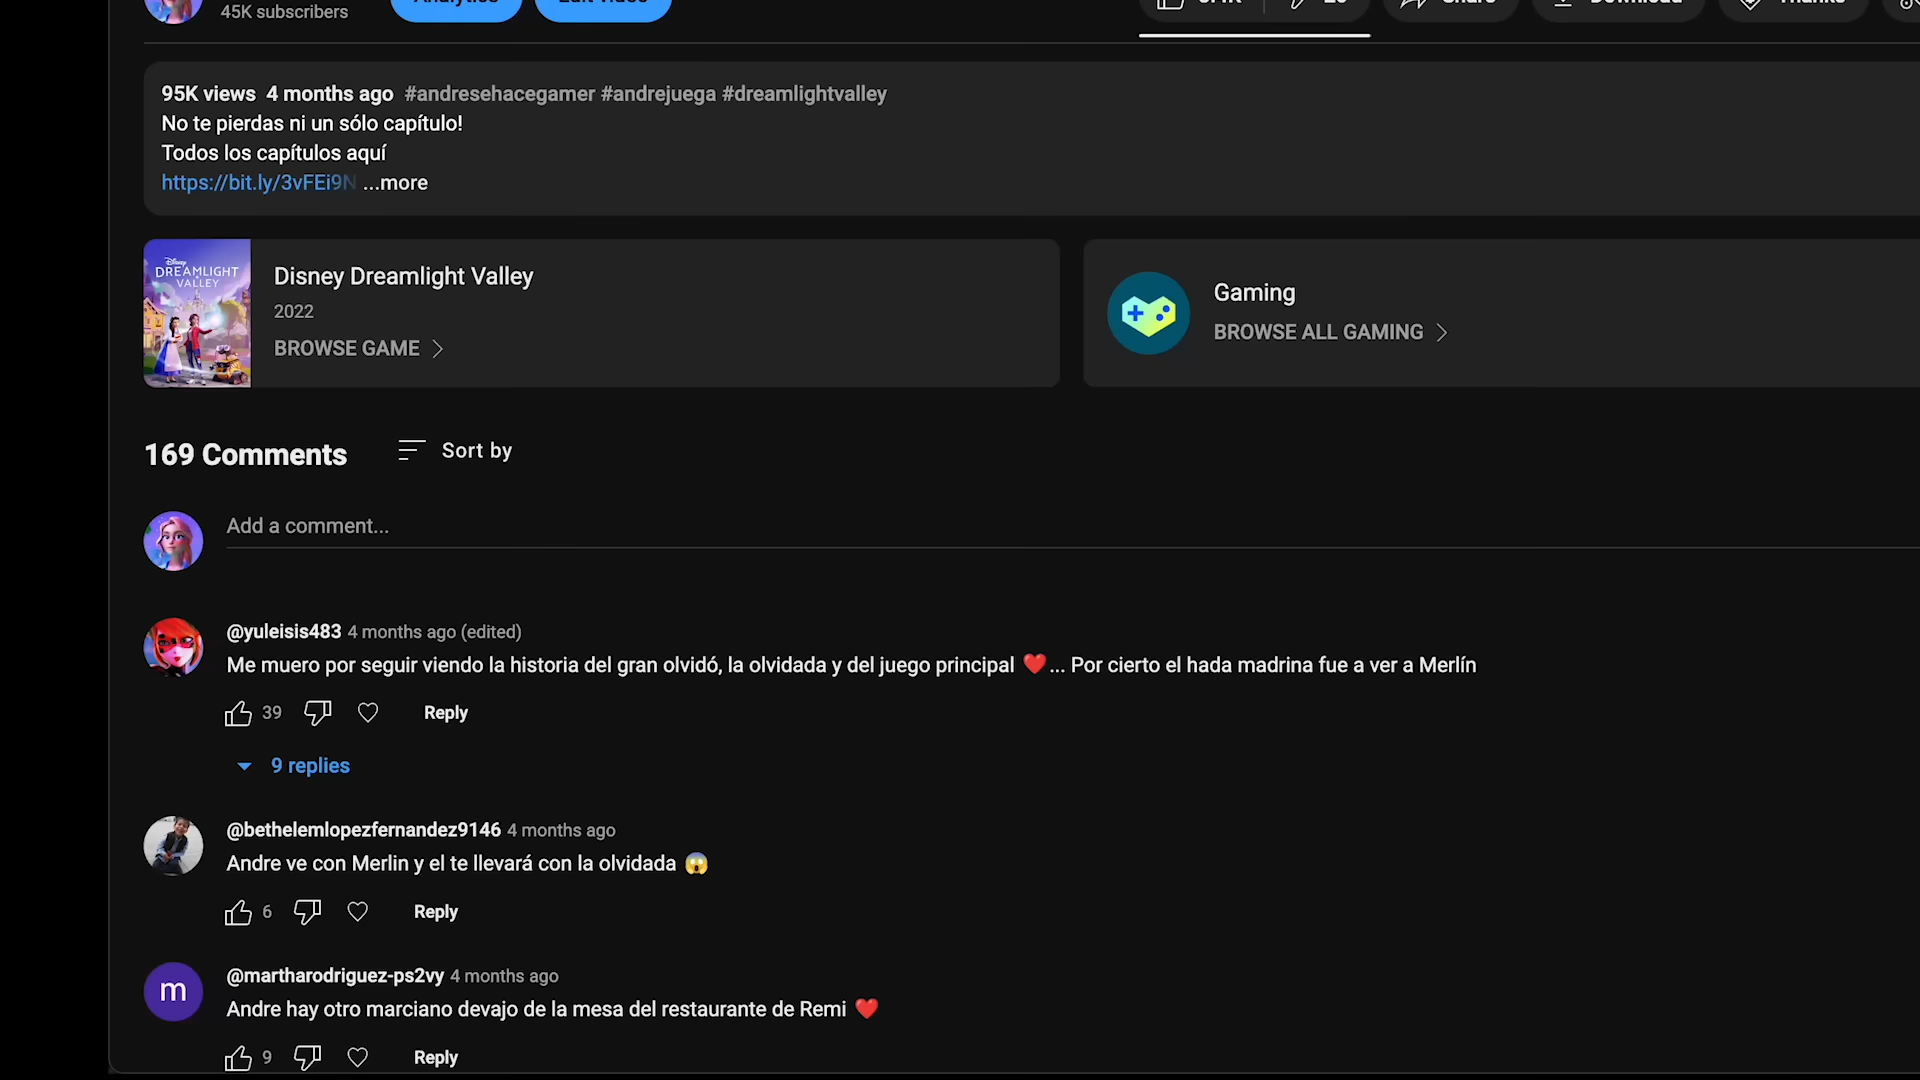 45K subscribers
95K views 4 months ago #andresehacegamer #andrejuega #dreamlightvalley
No te pierdas ni un sólo capítulo!
Todos los capítulos aquí
https://bit.ly/3vFEi9N ...more
Disney
DREAMLIGHT
VALLEY
Disney Dreamlight Valley
2022
BROWSE GAME
Gaming
BROWSE ALL GAMING
169 Comments
Sort by
Add a comment...
@yuleisis483 4 months ago (edited)
Me muero por seguir viendo la historia del gran olvidó, la olvidada y del juego principal ❤️... Por cierto el hada madrina fue a ver a Merlín
39
Reply
9 replies
@bethelemlopezfernandez9146 4 months ago
Andre ve con Merlin y el te llevará con la olvidada 😱
6
Reply
m
@martharodriguez-ps2vy 4 months ago
Andre hay otro marciano devajo de la mesa del restaurante de Remi ❤️
9
Reply